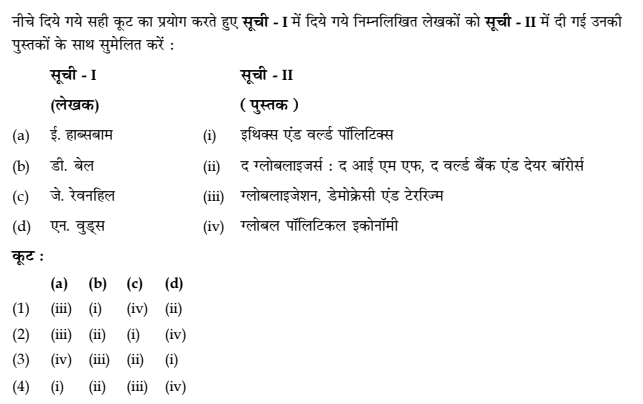 नीचे दिये गये सही कूट का प्रयोग करते हुए सूची - I में दिये गये निम्नलिखित लेखकों को सूची - II में दी गई उनकी
पुस्तकों के साथ सुमेलित करें :
सूची - I सूची - II
(लेखक) ( पुस्तक )
(a) ई. हाब्सबाम (i) इथिक्स एंड वर्ल्ड पॉलिटिक्स
(b) डी. बेल (ii) द ग्लोबलाइजर्स : द आई एम एफ, द वर्ल्ड बैंक एंड देयर बॉरोर्स
(c) जे. रेवनहिल (iii) ग्लोबलाइजेशन, डेमोक्रेसी एंड टेररिज्म
(d) एन. वुड्स (iv) ग्लोबल पॉलिटिकल इकोनॉमी
कूट :
(a) (b) (c) (d)
(1) (iii) (i) (iv) (ii)
(2) (iii) (ii) (i) (iv)
(3) (iv) (iii) (ii) (i)
(4) (i) (ii) (iii) (iv)